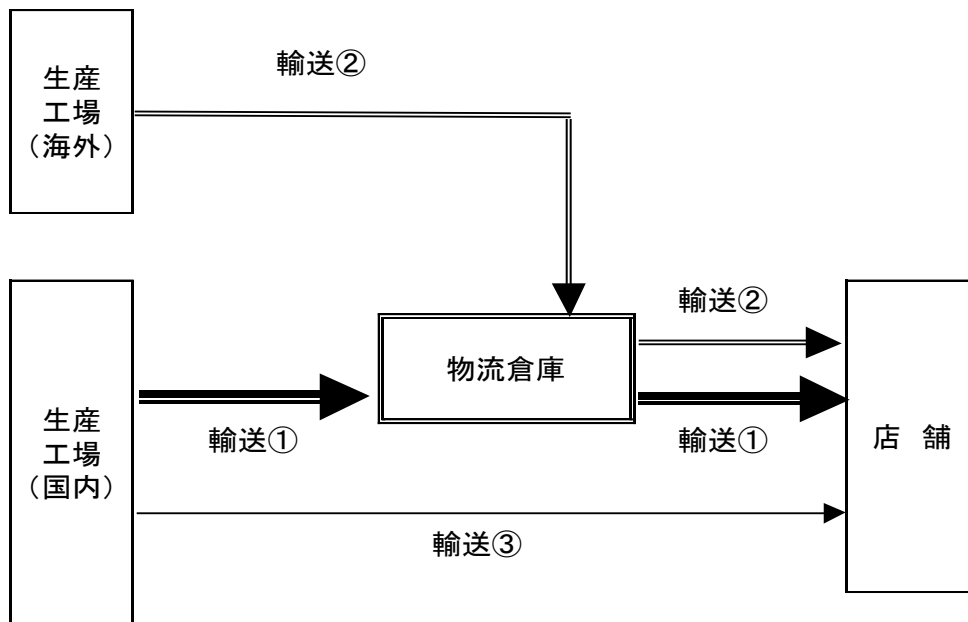 輸送②
生産
工場
（海外）
輸送②
物流倉庫
輸送①
輸送①
生産
工場
（国内）
店　舗
輸送③